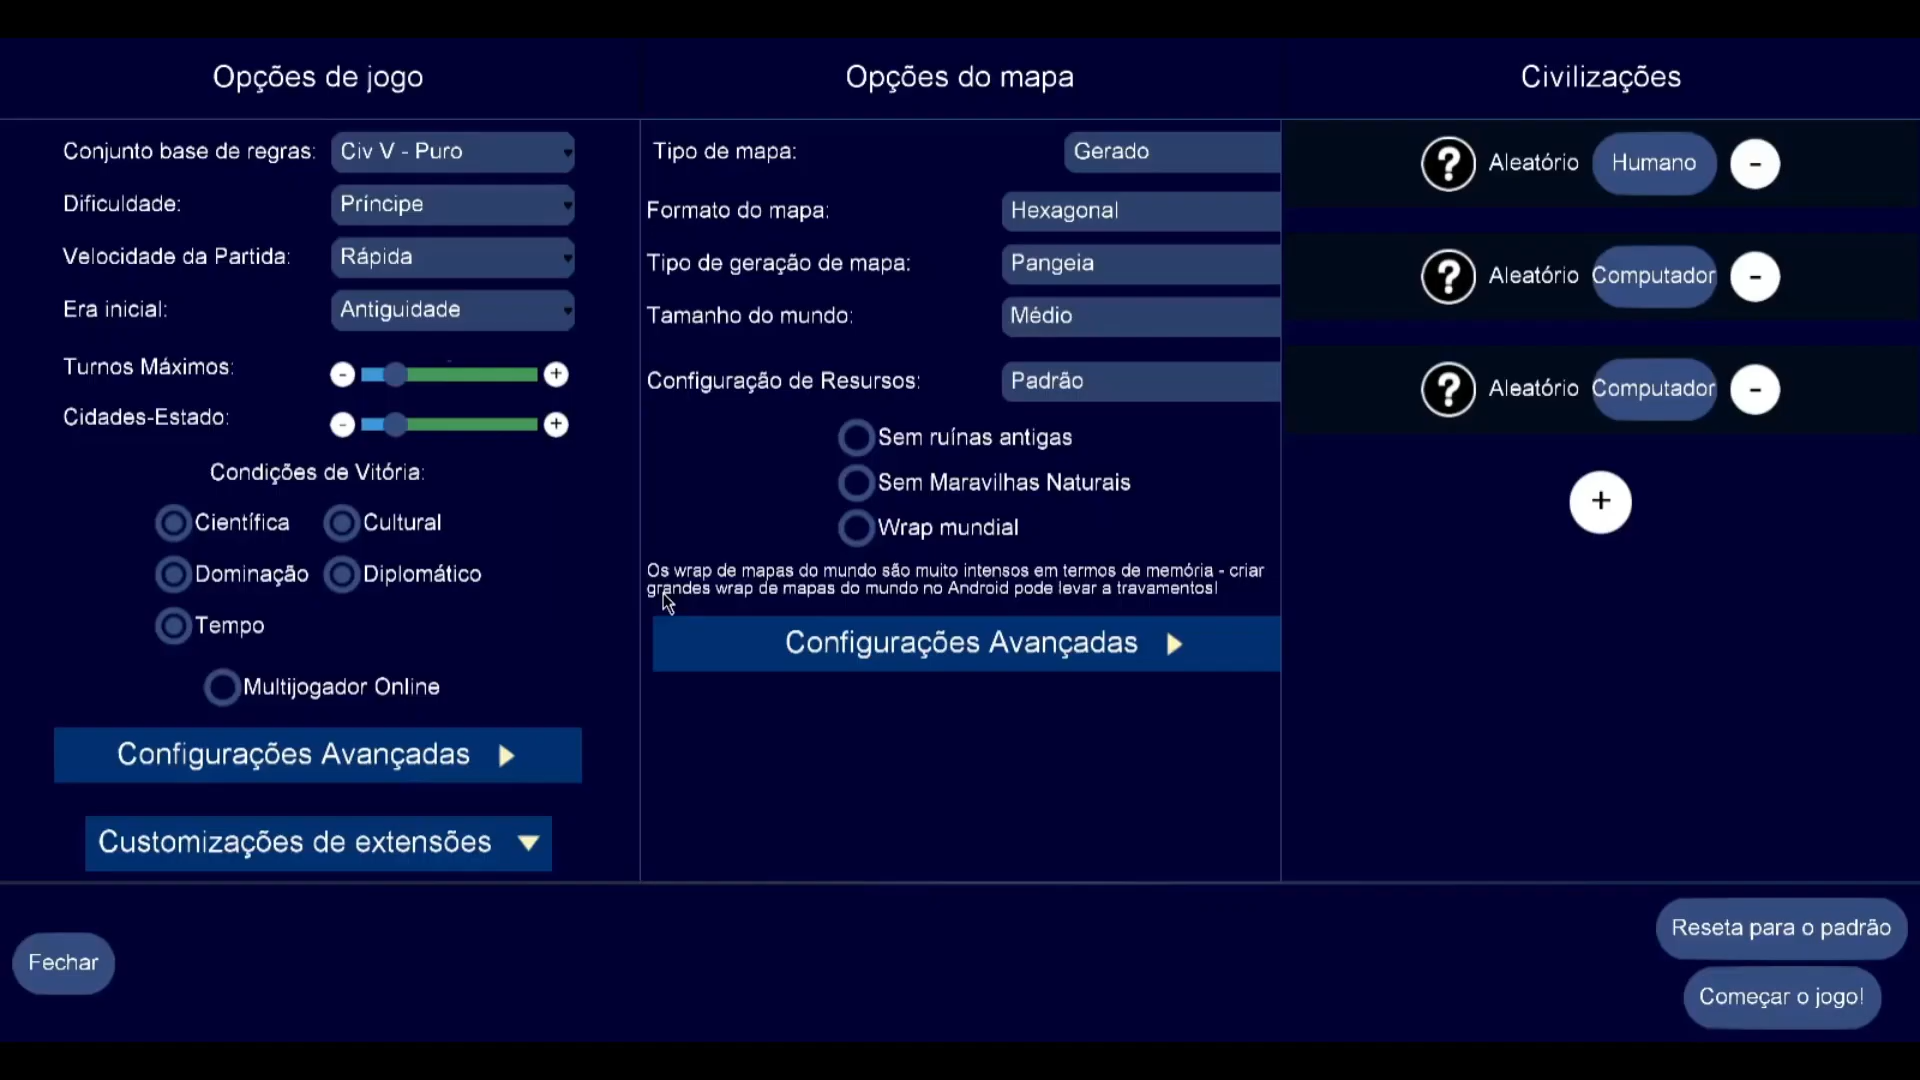 Opções de jogo
Conjunto base de regras: Civ V - Puro
Dificuldade: Príncipe
Velocidade da Partida: Rápida
Era inicial: Antiguidade
Turnos Máximos: - +
Cidades-Estado: - +
Condições de Vitória:
Científica Cultural
Dominação Diplomático
Tempo
Multijogador Online
Configurações Avançadas
Customizações de extensões
Opções do mapa
Tipo de mapa: Gerado
Formato do mapa: Hexagonal
Tipo de geração de mapa: Pangeia
Tamanho do mundo: Médio
Configuração de Resursos: Padrão
Sem ruínas antigas
Sem Maravilhas Naturais
Wrap mundial
Os wrap de mapas do mundo são muito intensos em termos de memória - criar
grandes wrap de mapas do mundo no Android pode levar a travamentos!
Configurações Avançadas
Civilizações
? Aleatório Humano -
? Aleatório Computador -
? Aleatório Computador -
+
Fechar
Reseta para o padrão
Começar o jogo!